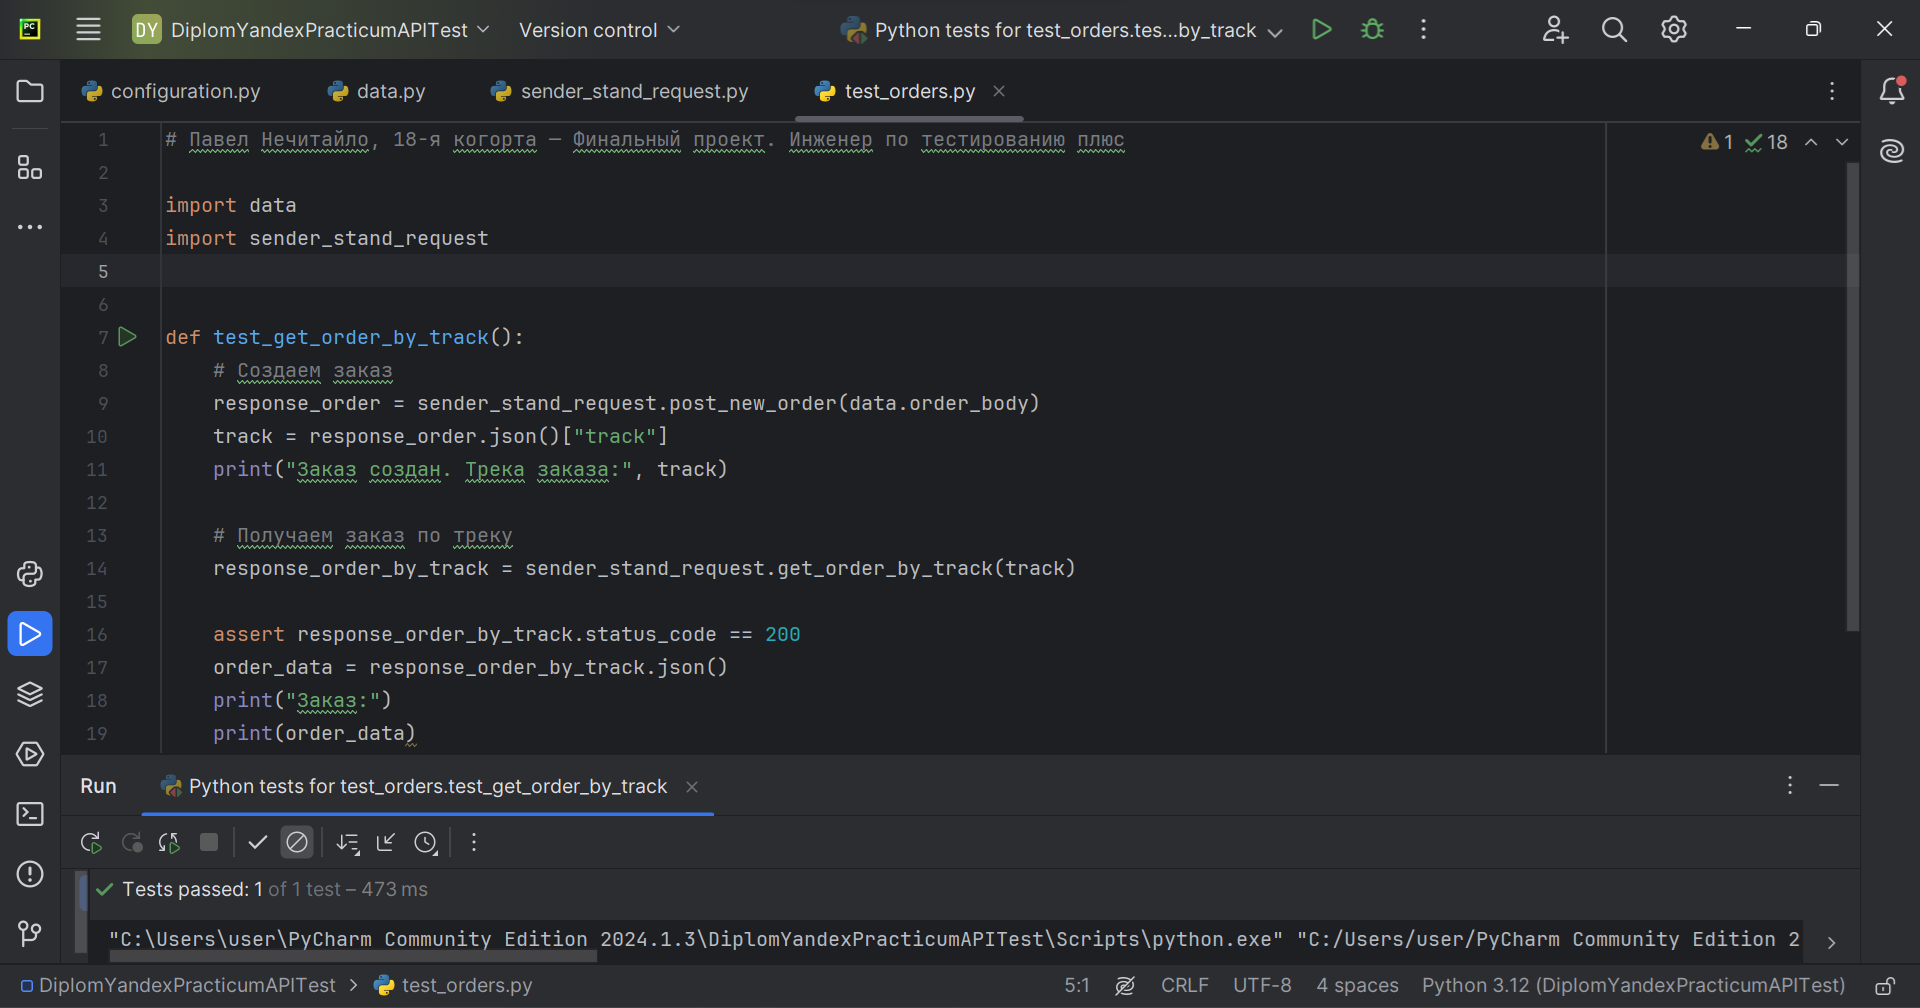 DY DiplomYandexPracticumAPITest Version control Python tests for test_orders.tes...by_track
configuration.py data.py sender_stand_request.py test_orders.py
1 # Павел Нечитайло, 18-я когорта — Финальный проект. Инженер по тестированию плюс
1 18
2
3 import data
4 import sender_stand_request
5
6
7 def test_get_order_by_track():
8 # Создаем заказ
9 response_order = sender_stand_request.post_new_order(data.order_body)
10 track = response_order.json()["track"]
11 print("Заказ создан. Трека заказа:", track)
12
13 # Получаем заказ по треку
14 response_order_by_track = sender_stand_request.get_order_by_track(track)
15
16 assert response_order_by_track.status_code == 200
17 order_data = response_order_by_track.json()
18 print("Заказ:")
19 print(order_data)
Run Python tests for test_orders.test_get_order_by_track
Tests passed: 1 of 1 test – 473 ms
"C:\Users\user\PyCharm Community Edition 2024.1.3\DiplomYandexPracticumAPITest\Scripts\python.exe" "C:/Users/user/PyCharm Community Edition 2
DiplomYandexPracticumAPITest > test_orders.py 5:1 CRLF UTF-8 4 spaces Python 3.12 (DiplomYandexPracticumAPITest)